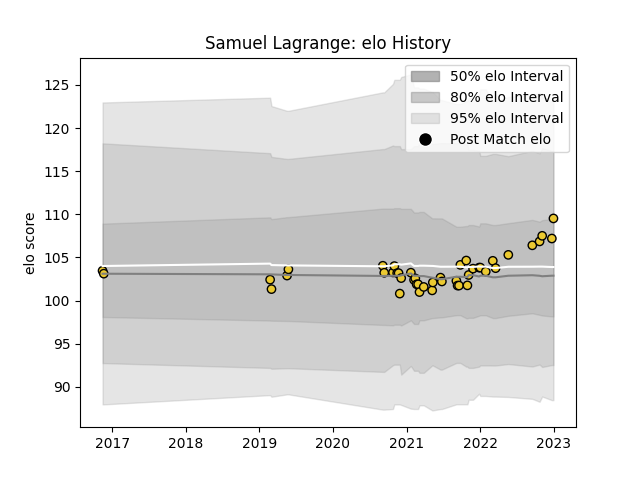 Samuel Lagrange: elo History
50% elo Interval
80% elo Interval
95% elo Interval
Post Match elo
elo score
125
120
115
110
105
100
95
90
2017
2018
2019
2020
2021
2022
2023